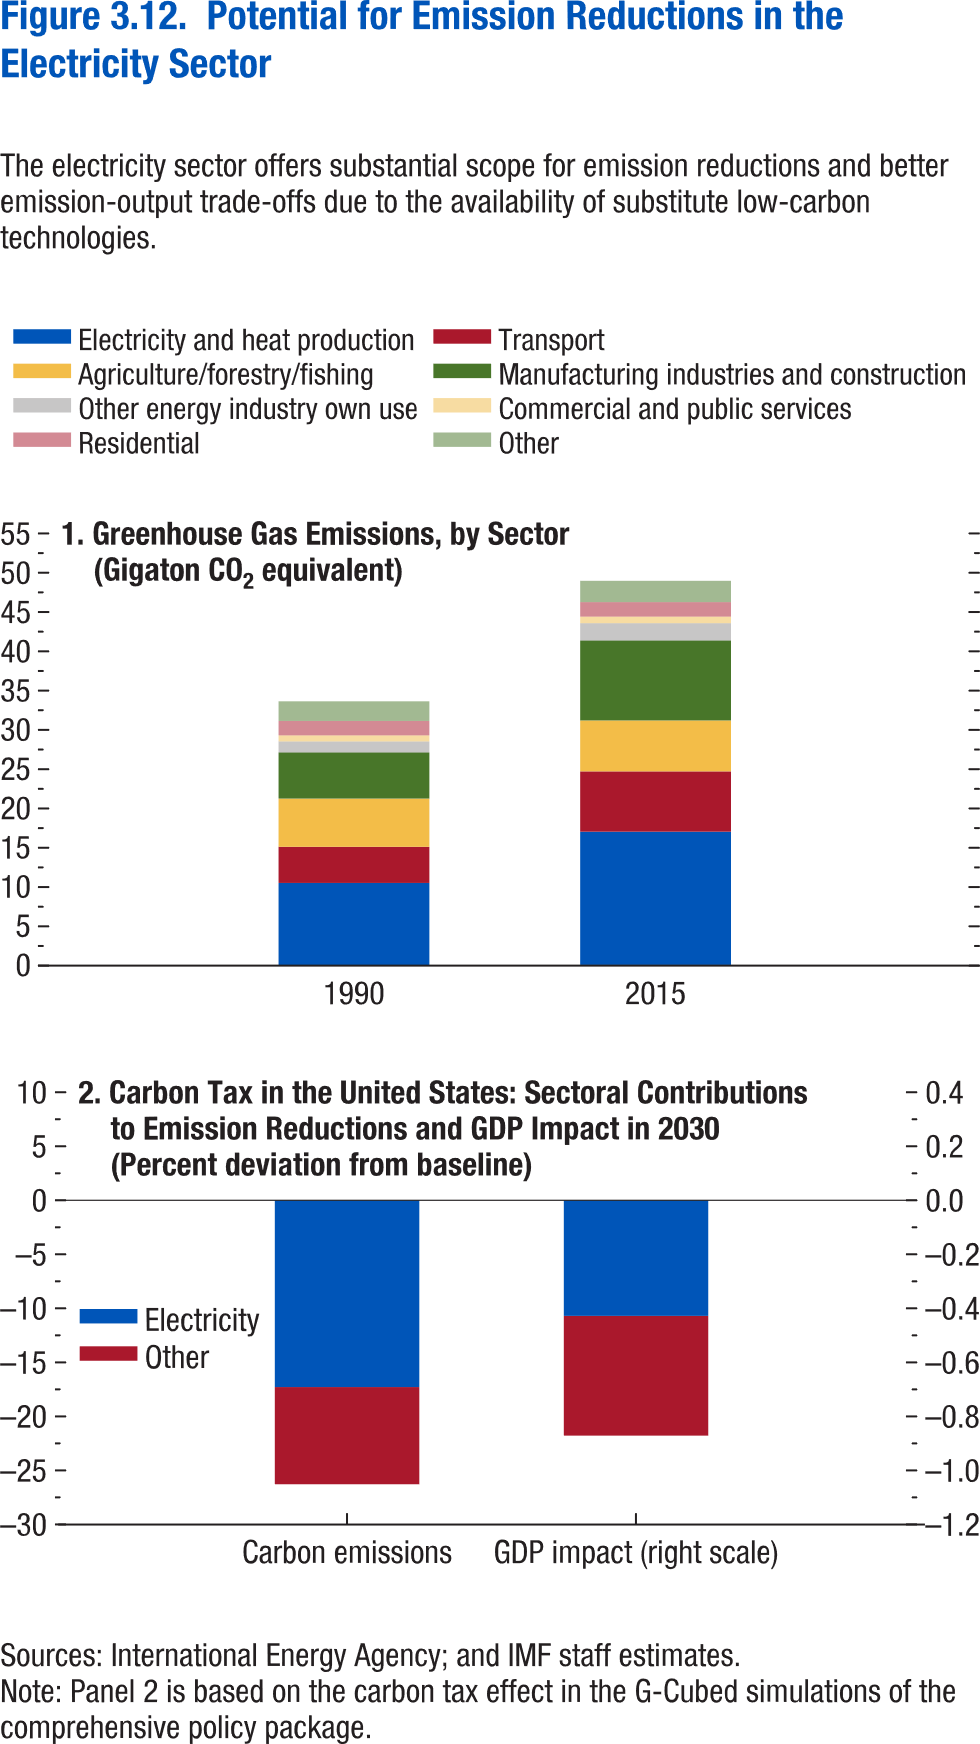 Figure 3.12.  Potential for Emission Reductions in the
Electricity Sector
The electricity sector offers substantial scope for emission reductions and better
emission-output trade-offs due to the availability of substitute low-carbon
technologies.
Electricity and heat production
Transport
Agriculture/forestry/fishing
Manufacturing industries and construction
Other energy industry own use
Commercial and public services
Residential
Other
1. Greenhouse Gas Emissions, by Sector
(Gigaton CO₂ equivalent)
55
50
45
40
35
30
25
20
15
10
5
0
1990
2015
2. Carbon Tax in the United States: Sectoral Contributions
to Emission Reductions and GDP Impact in 2030
(Percent deviation from baseline)
10
5
0
–5
–10
–15
–20
–25
–30
0.4
0.2
0.0
–0.2
–0.4
–0.6
–0.8
–1.0
–1.2
Electricity
Other
Carbon emissions
GDP impact (right scale)
Sources: International Energy Agency; and IMF staff estimates.
Note: Panel 2 is based on the carbon tax effect in the G-Cubed simulations of the
comprehensive policy package.